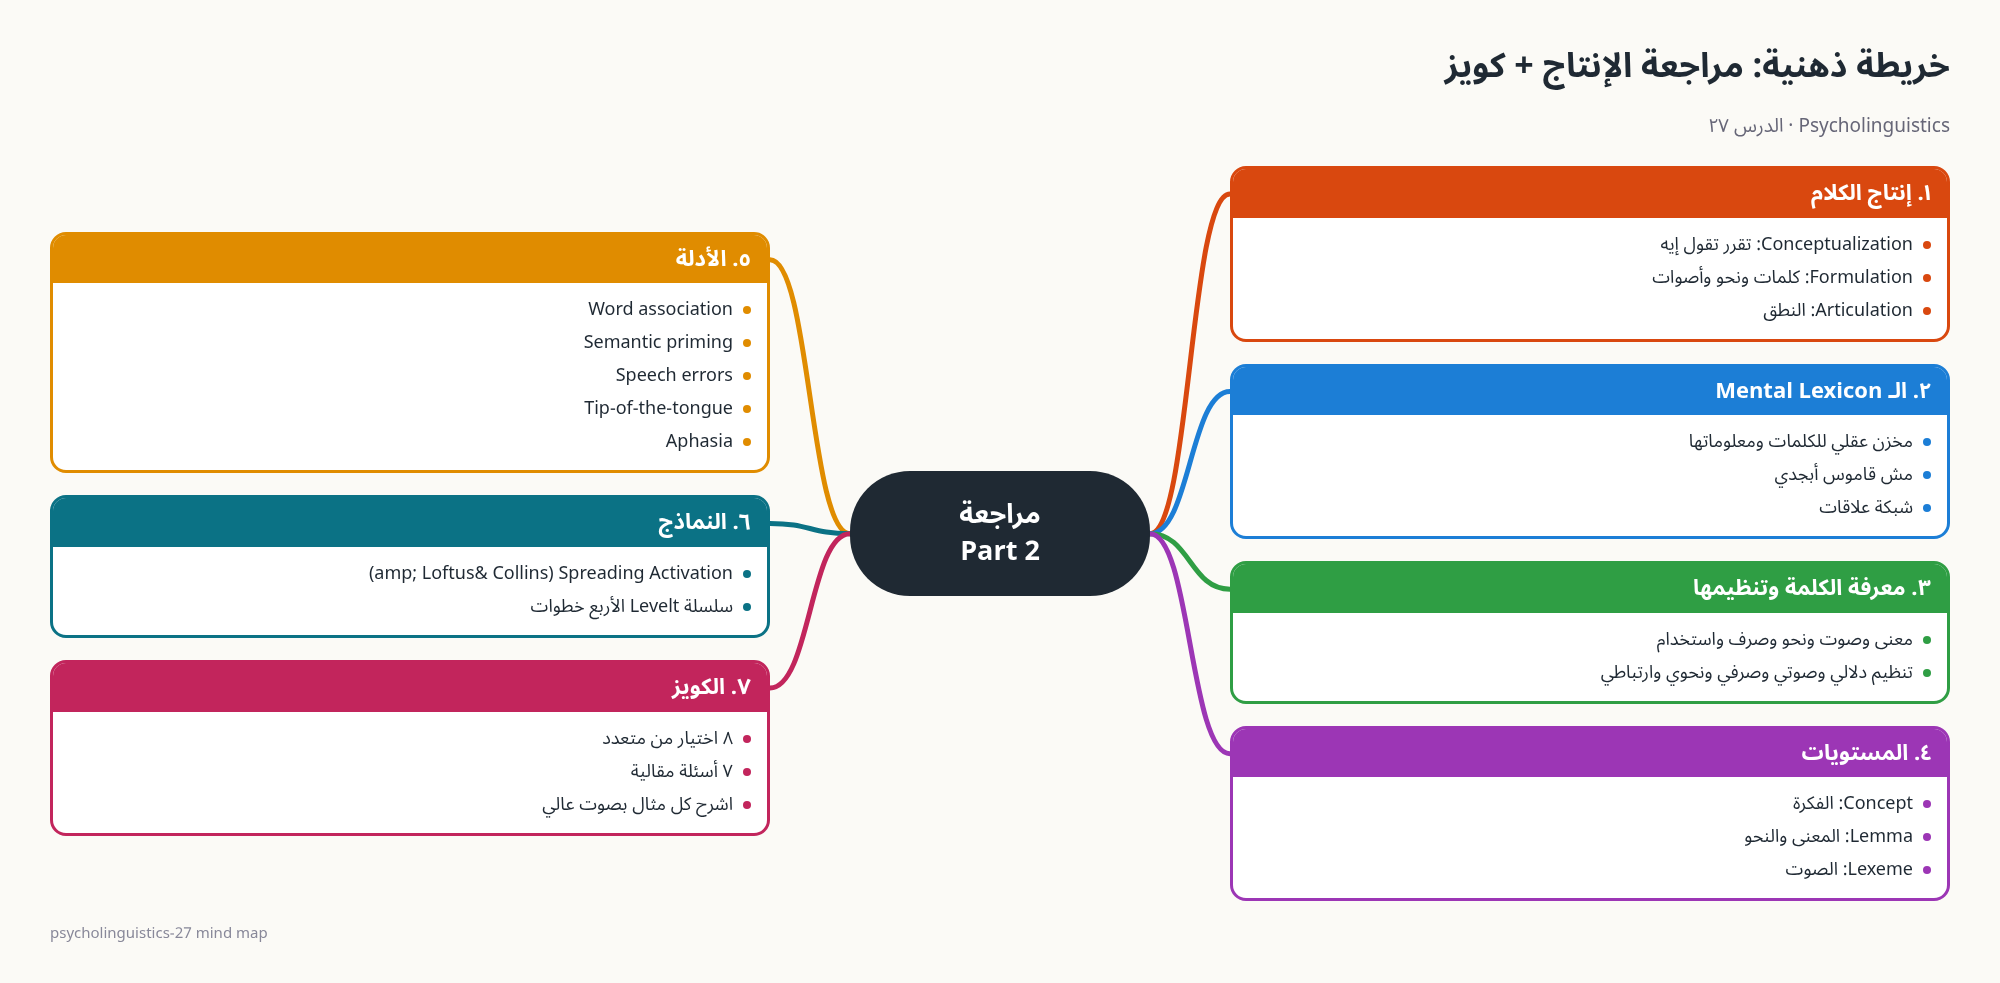 خريطة ذهنية: مراجعة الإنتاج + كويز
Psycholinguistics · الدرس ٢٧
١. إنتاج الكلام
Conceptualization: تقرر تقول إيه
Formulation: كلمات ونحو وأصوات
Articulation: النطق
٢. الـ Mental Lexicon
مخزن عقلي للكلمات ومعلوماتها
مش قاموس أبجدي
شبكة علاقات
٣. معرفة الكلمة وتنظيمها
معنى وصوت ونحو وصرف واستخدام
تنظيم دلالي وصوتي وصرفي ونحوي وارتباطي
٤. المستويات
Concept: الفكرة
Lemma: المعنى والنحو
Lexeme: الصوت
مراجعة
Part 2
٥. الأدلة
Word association
Semantic priming
Speech errors
Tip-of-the-tongue
Aphasia
٦. النماذج
(amp; Loftus& Collins) Spreading Activation
سلسلة Levelt الأربع خطوات
٧. الكويز
٨ اختيار من متعدد
٧ أسئلة مقالية
اشرح كل مثال بصوت عالي
psycholinguistics-27 mind map